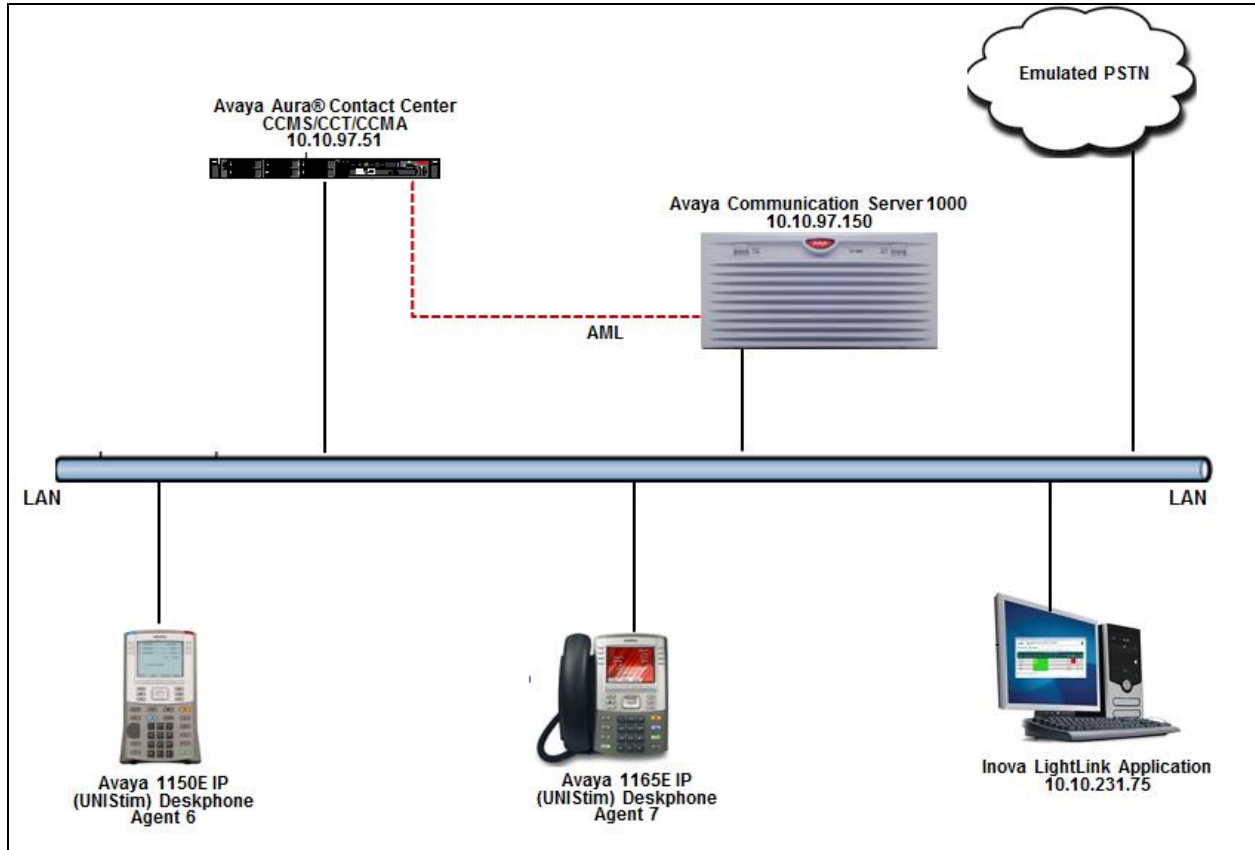 Emulated PSTN
Avaya Aura® Contact Center
CCMS/CCT/CCMA
10.10.97.51
Avaya Communication Server 1000
10.10.97.150
AML
LAN
LAN
Avaya 1150E IP
(UNIStim) Deskphone
Agent 6
Avaya 1165E IP
(UNIStim) Deskphone
Agent 7
Inova LightLink Application
10.10.231.75